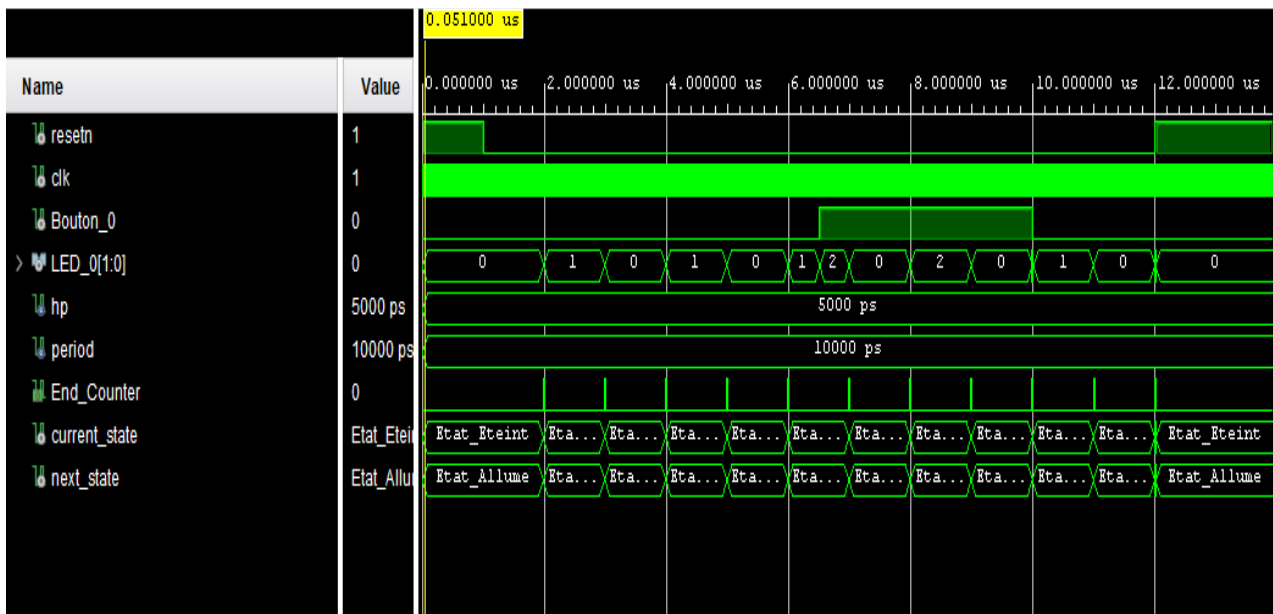 0.051000 us
Name Value 0.000000 us 2.000000 us 4.000000 us 6.000000 us 8.000000 us 10.000000 us 12.000000 us
resetn 1
clk 1
Bouton_0 0
LED_0[1:0] 0 0 1 0 1 0 1 2 0 2 0 1 0 0
hp 5000 ps 5000 ps
period 10000 ps 10000 ps
End_Counter 0
current_state Etat_Etei Etat_Eteint Eta... Eta... Eta... Eta... Eta... Eta... Eta... Eta... Eta... Eta... Etat_Eteint
next_state Etat_Allu Etat_Allume Eta... Eta... Eta... Eta... Eta... Eta... Eta... Eta... Eta... Eta... Etat_Allume